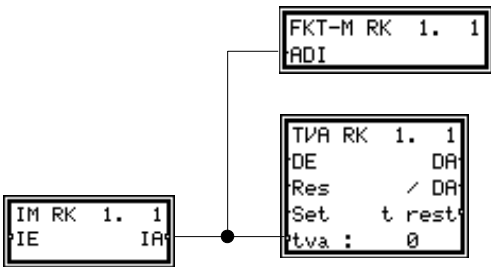 FKT-M RK 1. 1
ADI
TVA RK 1. 1
DE DA
Res / DA
Set t rest
tva : 0
IM RK 1. 1
IE IA